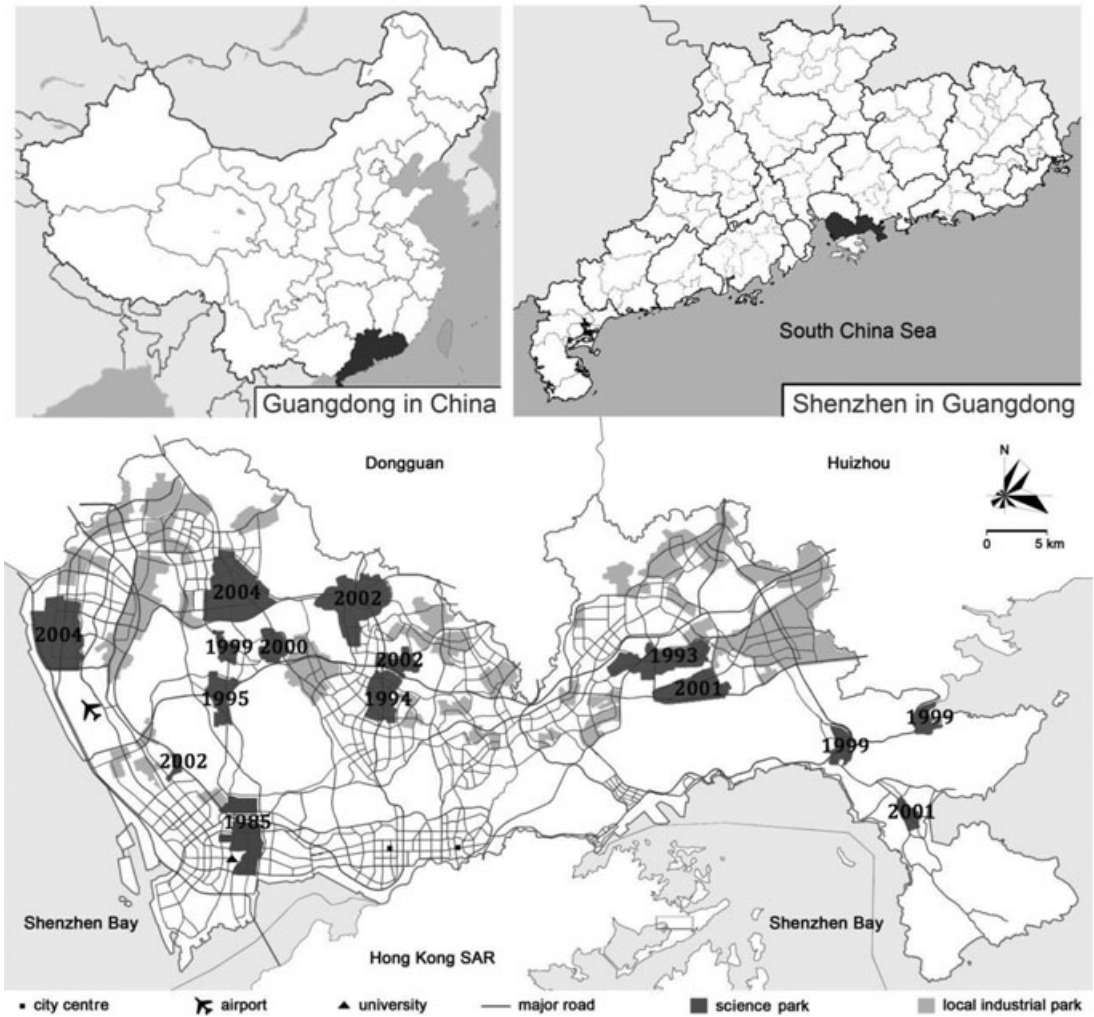 Guangdong in China
South China Sea
Shenzhen in Guangdong
Dongguan
Huizhou
N
0 5 km
2004
2002
2004
1999
2000
2002
1993
1995
1994
2001
1999
1999
2002
2001
1985
Shenzhen Bay
Shenzhen Bay
Hong Kong SAR
city centre airport university major road science park local industrial park